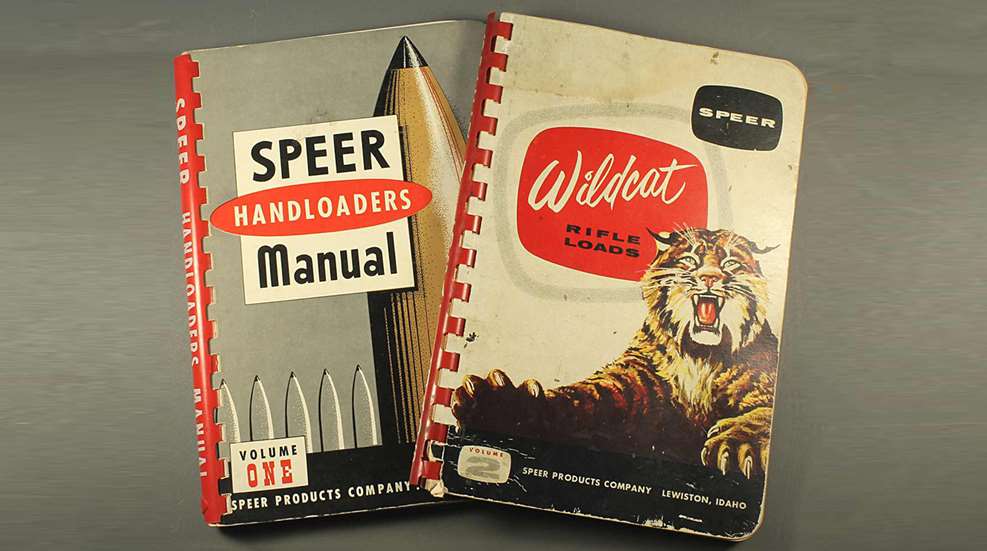 SPEER HANDLOADERS MANUAL
SPEER
HANDLOADERS
Manual
VOLUME
ONE
SPEER PRODUCTS COMPANY
SPEER
Wildcat
RIFLE
LOADS
VOLUME
2
SPEER PRODUCTS COMPANY LEWISTON, IDAHO